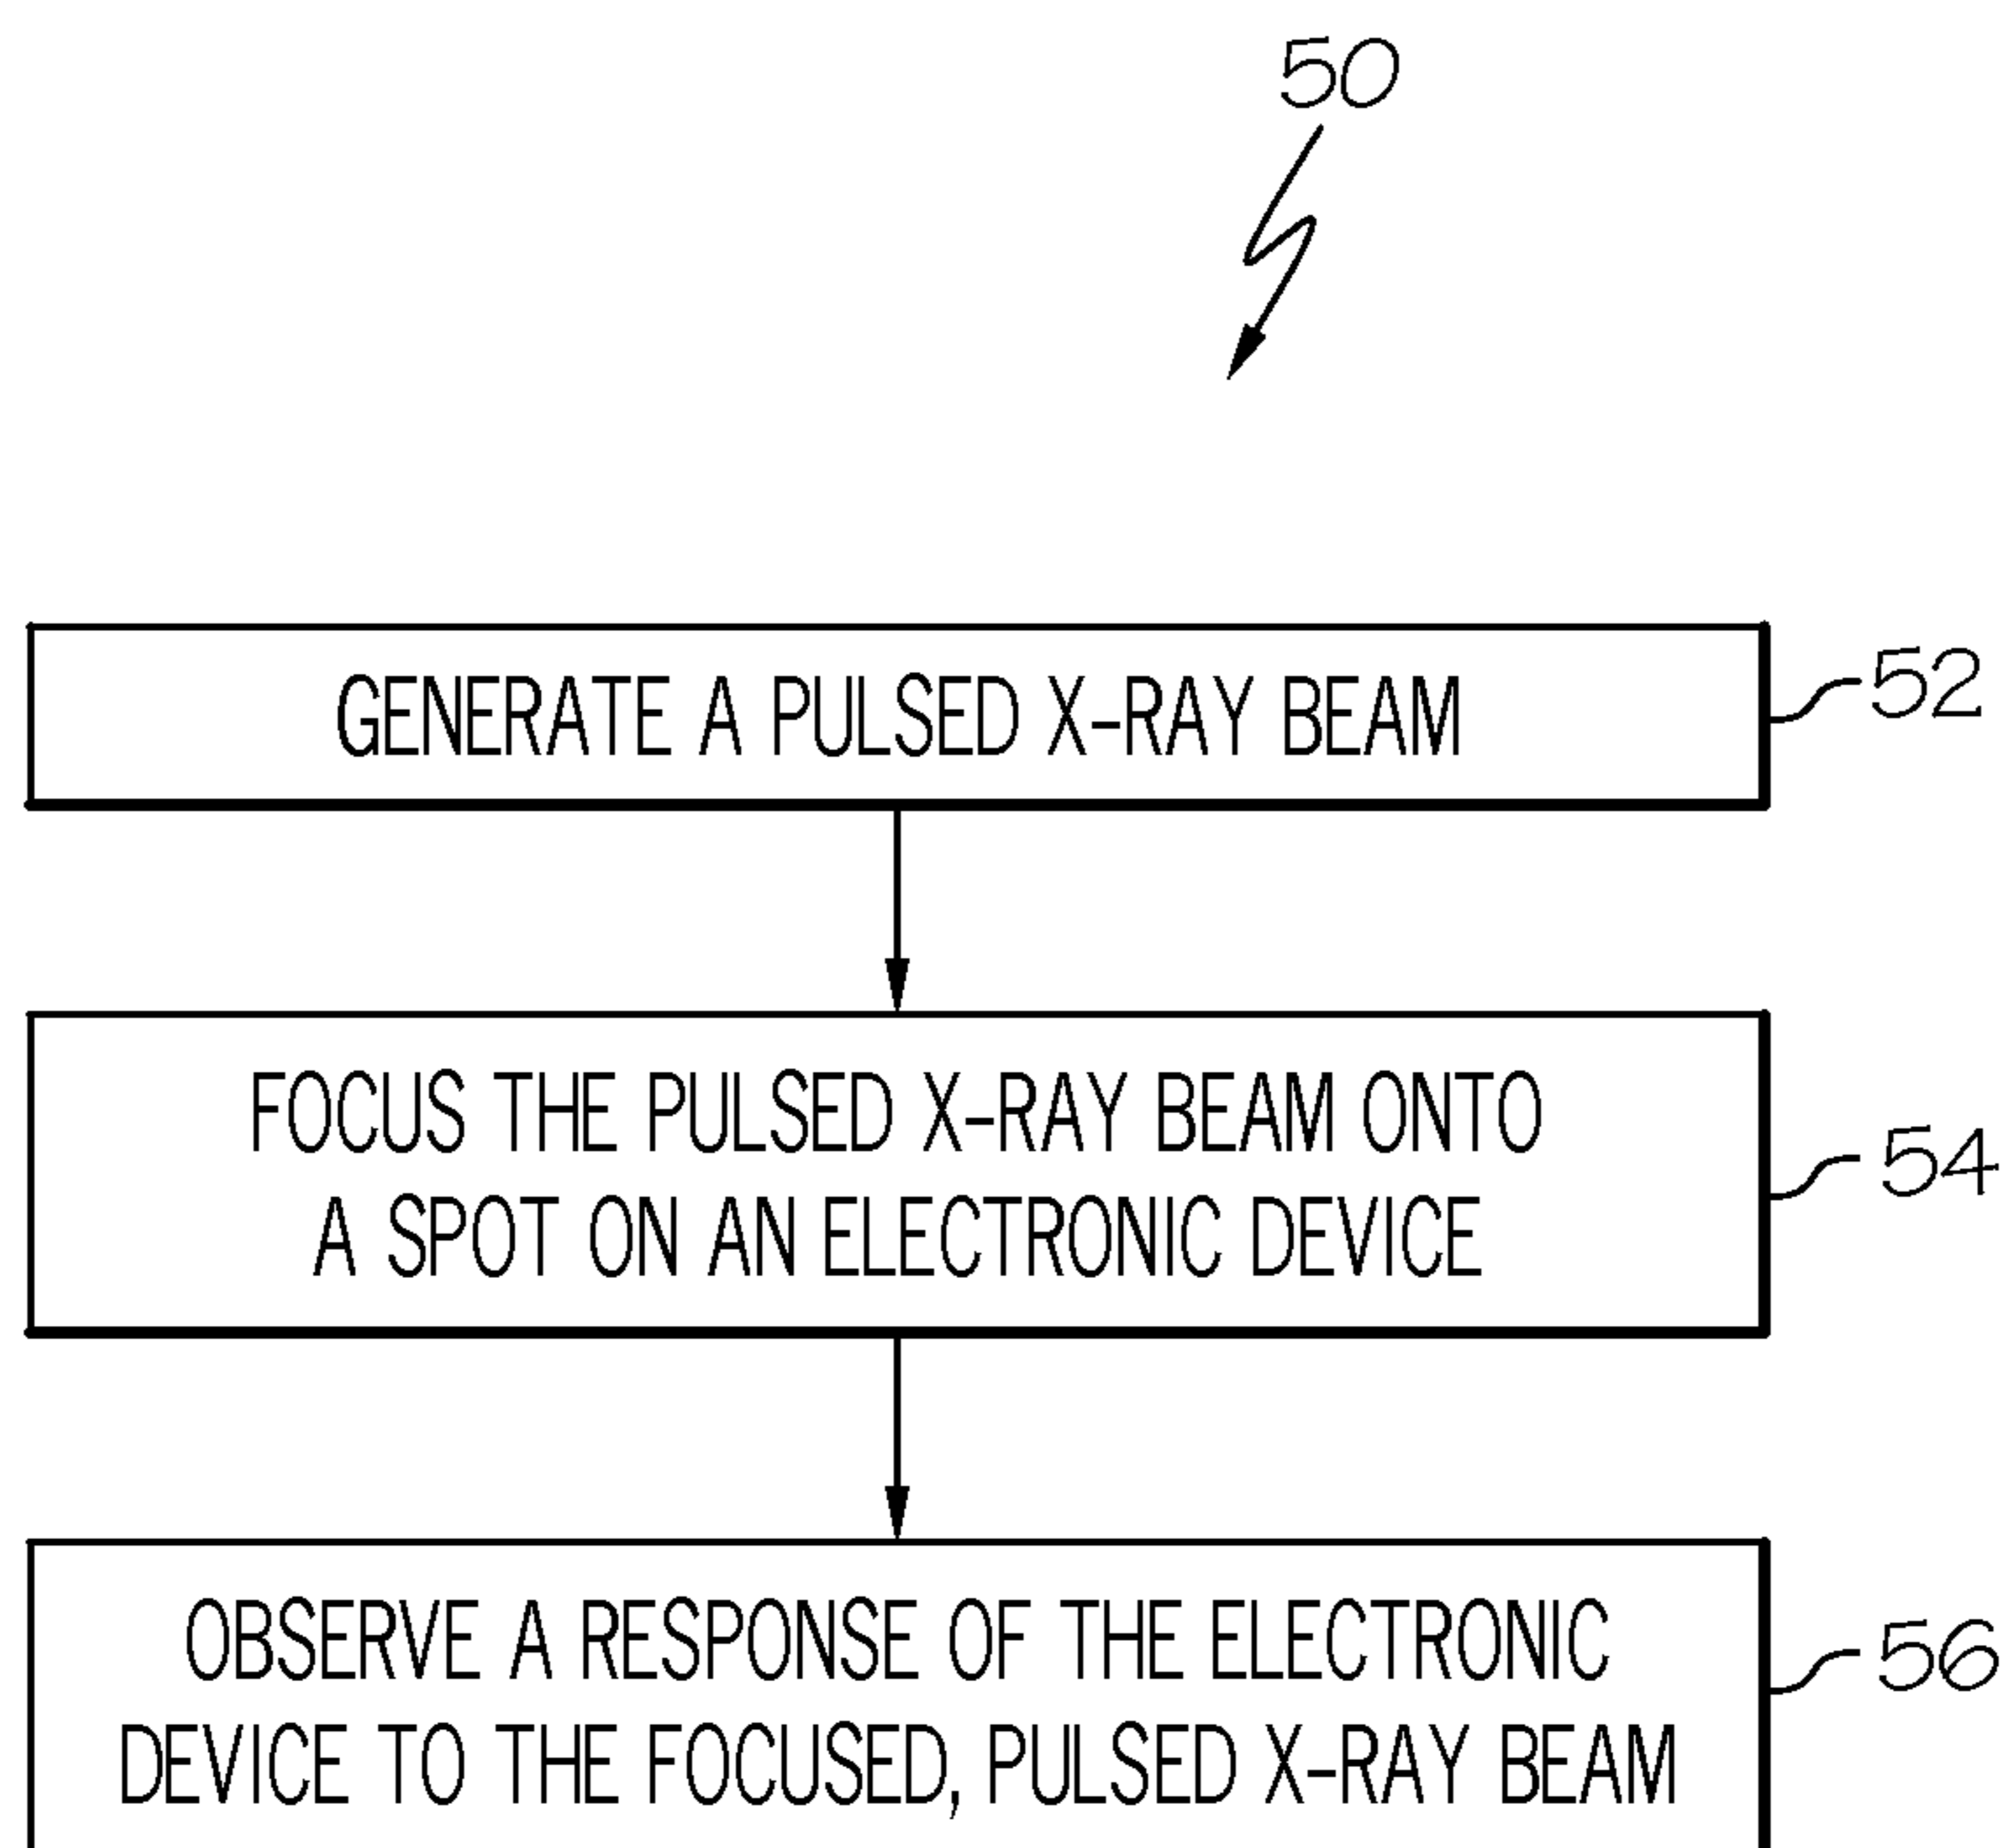 50
GENERATE A PULSED X-RAY BEAM
52
FOCUS THE PULSED X-RAY BEAM ONTO
A SPOT ON AN ELECTRONIC DEVICE
54
OBSERVE A RESPONSE OF THE ELECTRONIC
DEVICE TO THE FOCUSED, PULSED X-RAY BEAM
56